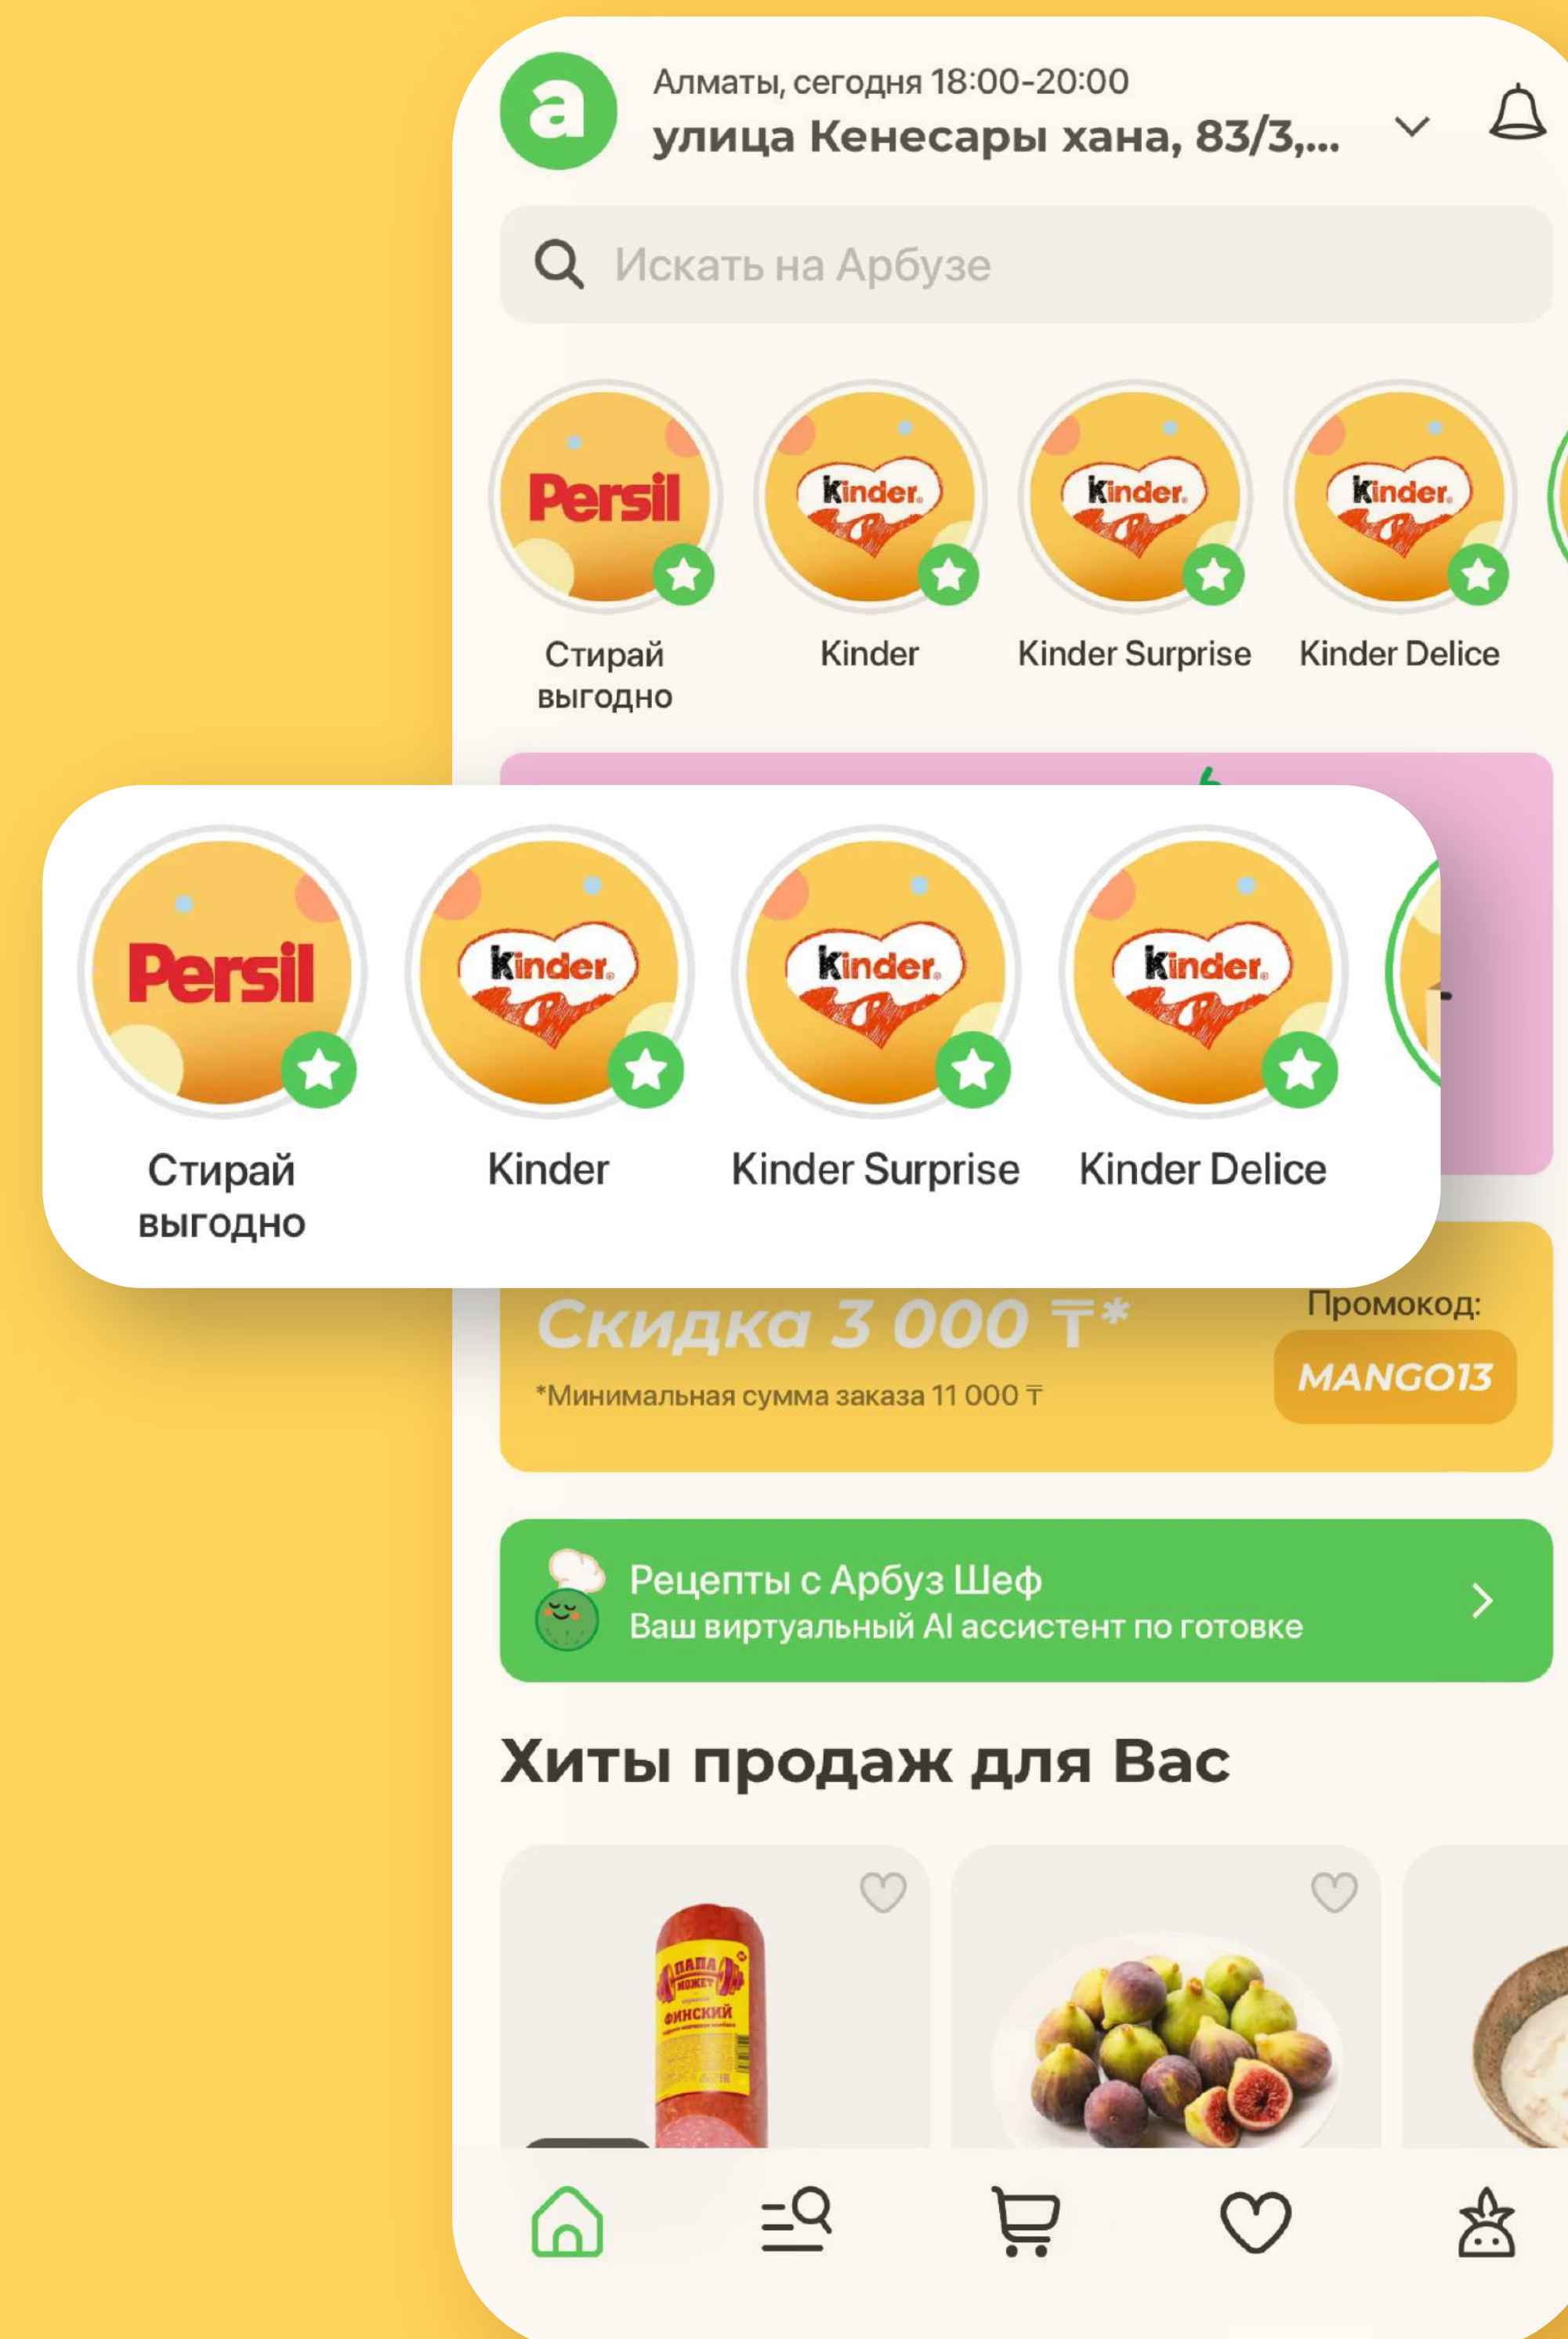 a
Алматы, сегодня 18:00-20:00
улица Кенесары хана, 83/3,...
Искать на Арбузе
Persil
kinder
kinder
kinder
Стирай
выгодно
Kinder
Kinder Surprise
Kinder Delice
Persil
kinder
kinder
kinder
Стирай
выгодно
Kinder
Kinder Surprise
Kinder Delice
Скидка 3 000 ₸*
*Минимальная сумма заказа 11 000 ₸
Промокод:
MANGO13
Рецепты с Арбуз Шеф
Ваш виртуальный AI ассистент по готовке
Хиты продаж для Вас
ПАПА
МОЖЕТ
ФИНСКИЙ